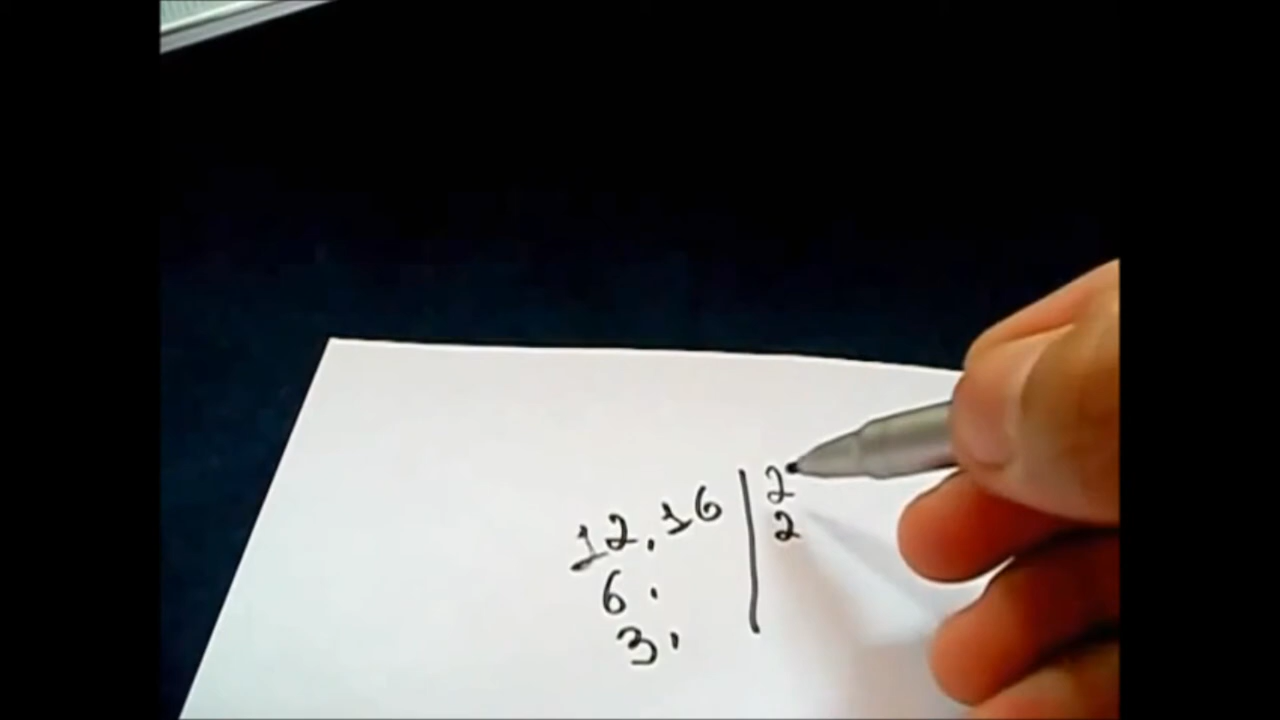 12, 16 | 2
6. | 2
3.